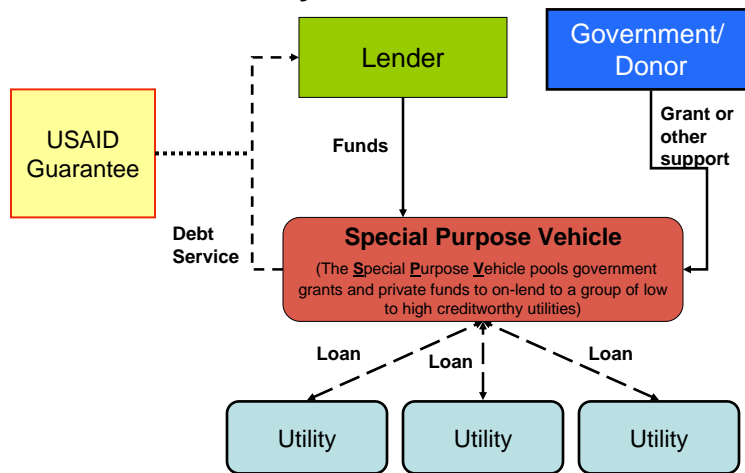 Lender
Government/
Donor
USAID
Guarantee
Funds
Grant or
other
support
Debt
Service
Special Purpose Vehicle
(The Special Purpose Vehicle pools government
grants and private funds to on-lend to a group of low
to high creditworthy utilities)
Loan
Loan
Loan
Utility
Utility
Utility